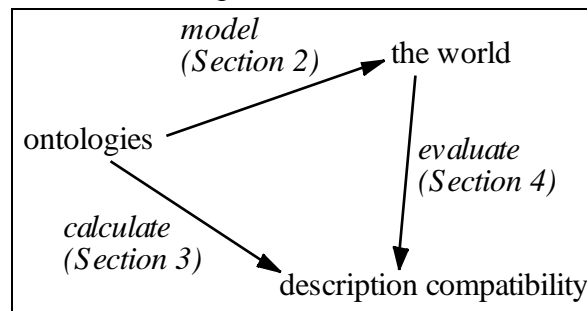 model
(Section 2)
the world
ontologies
evaluate
(Section 4)
calculate
(Section 3)
description compatibility